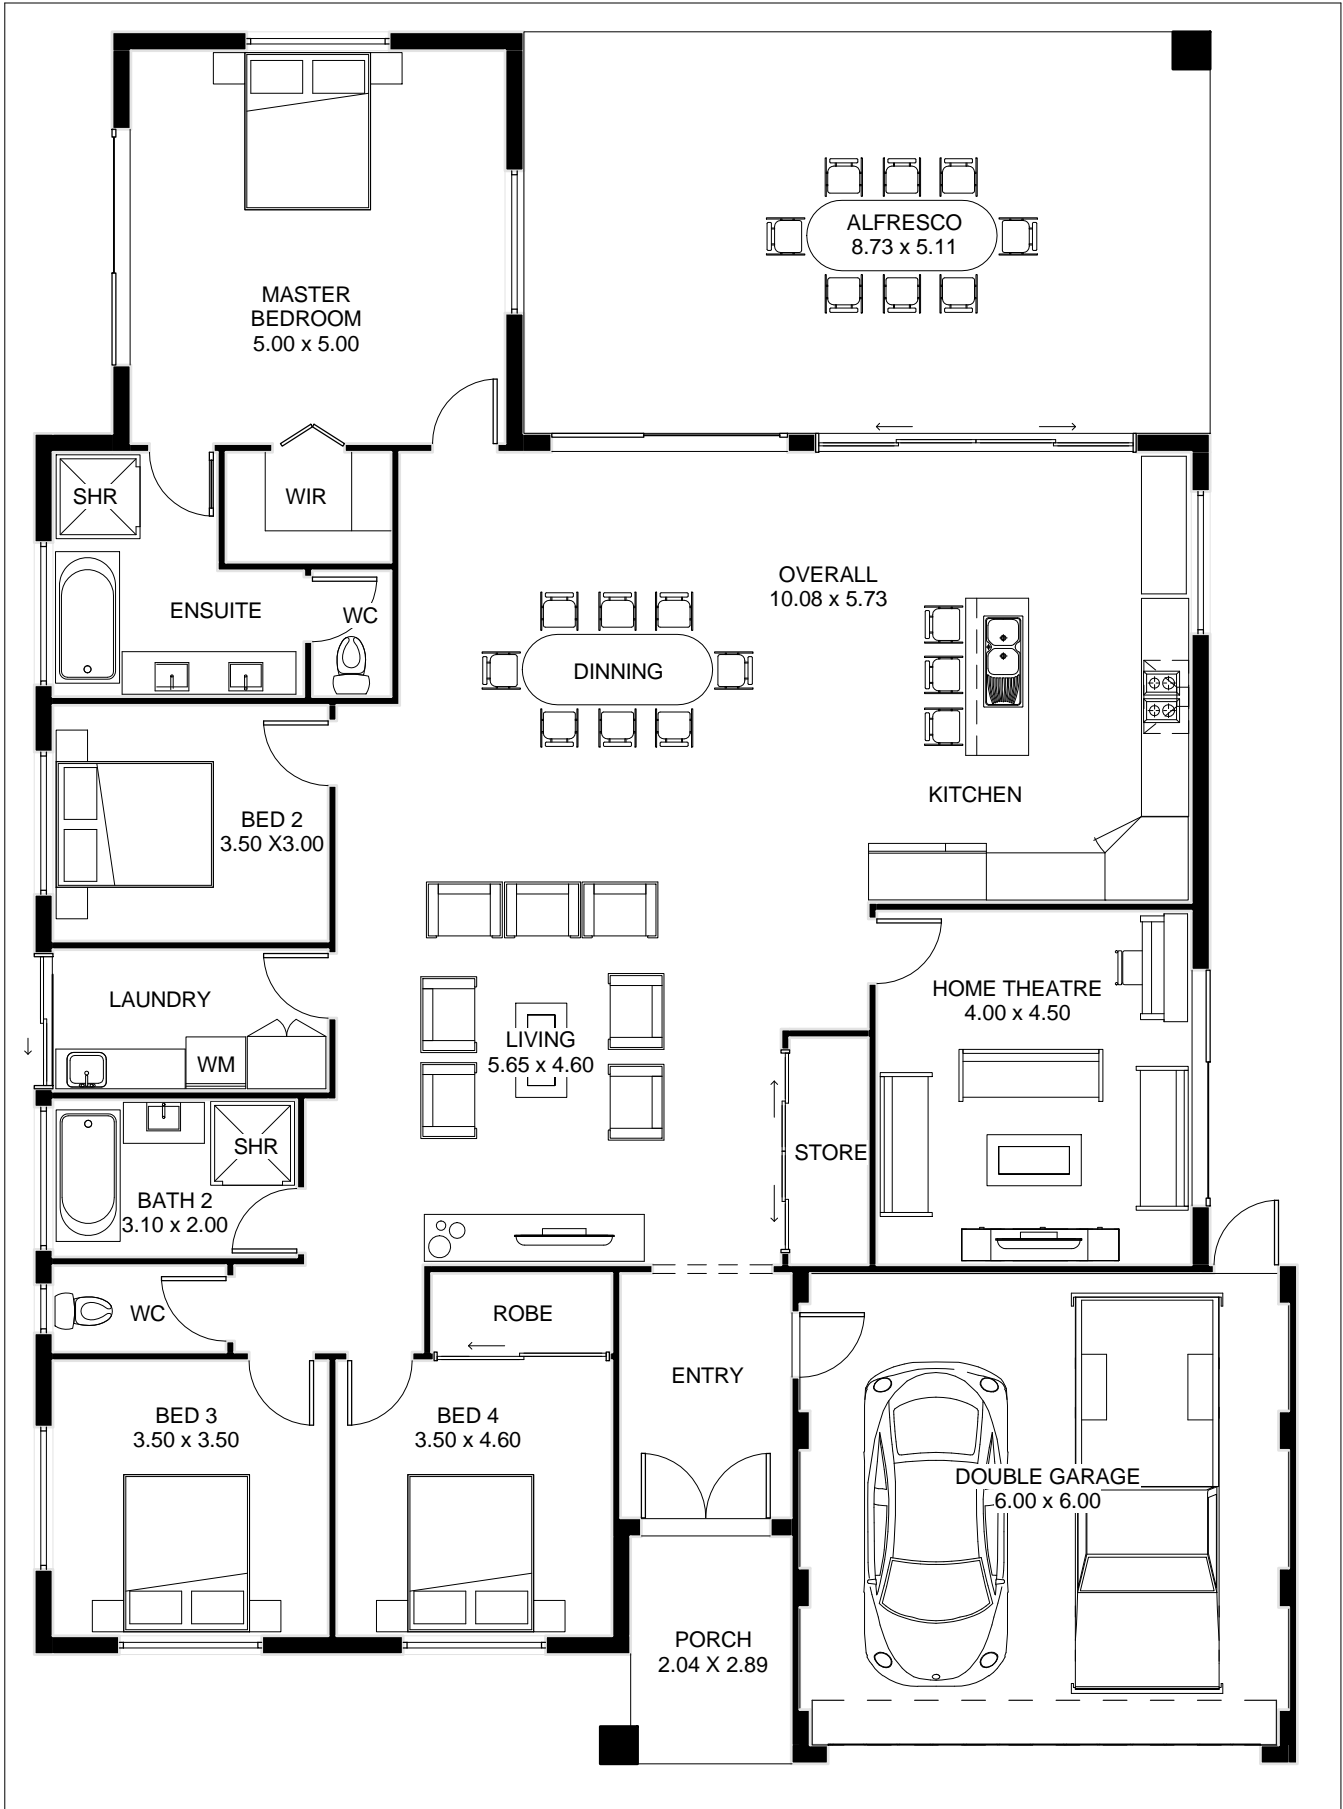 ALFRESCO
8.73 x 5.11
MASTER
BEDROOM
5.00 x 5.00
SHR
WIR
OVERALL
10.08 x 5.73
ENSUITE
WC
DINNING
KITCHEN
BED 2
3.50 X3.00
LAUNDRY
WM
HOME THEATRE
4.00 x 4.50
LIVING
5.65 x 4.60
SHR
STORE
BATH 2
3.10 x 2.00
WC
ROBE
ENTRY
BED 3
3.50 x 3.50
BED 4
3.50 x 4.60
DOUBLE GARAGE
6.00 x 6.00
PORCH
2.04 X 2.89